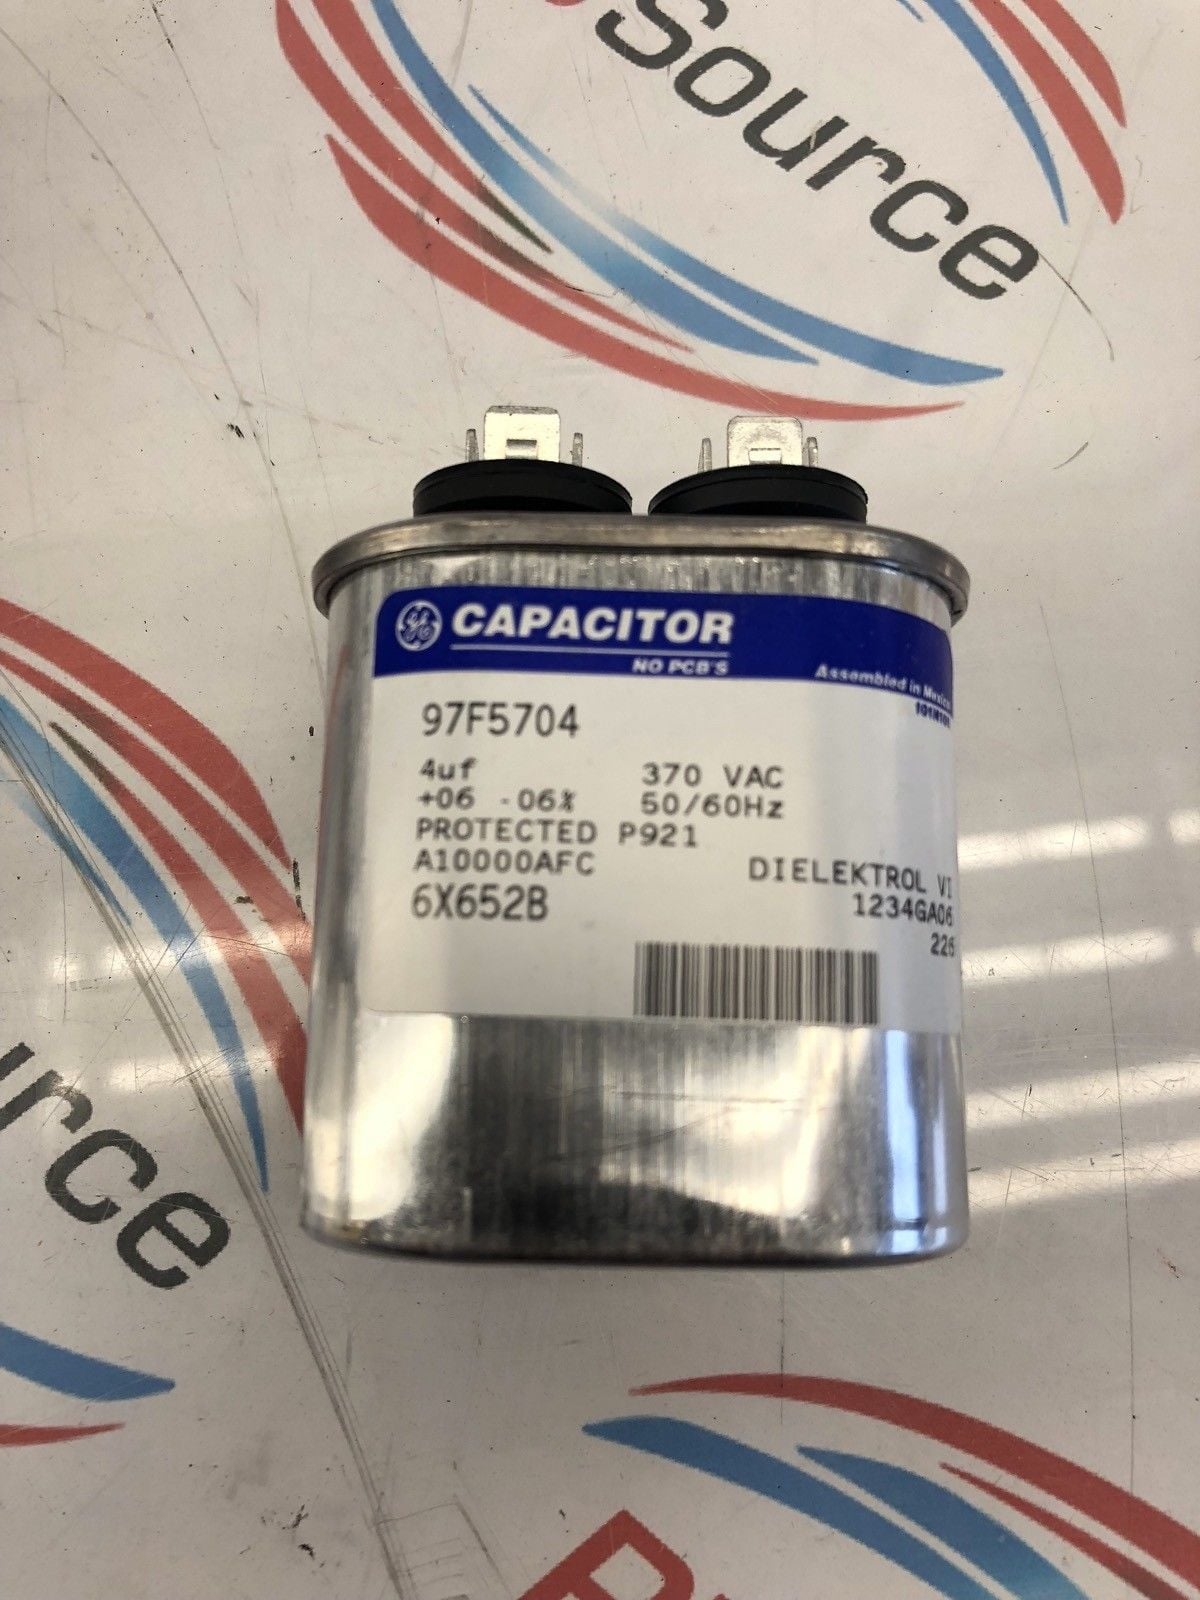 Source
GE CAPACITOR
NO PCB'S
Assembled in Mexico
97F5704
4uf 370 VAC
+06 -06% 50/60Hz
PROTECTED P921
A10000AFC
DIELEKTROL VI
6X652B
1234GA06
226
urce